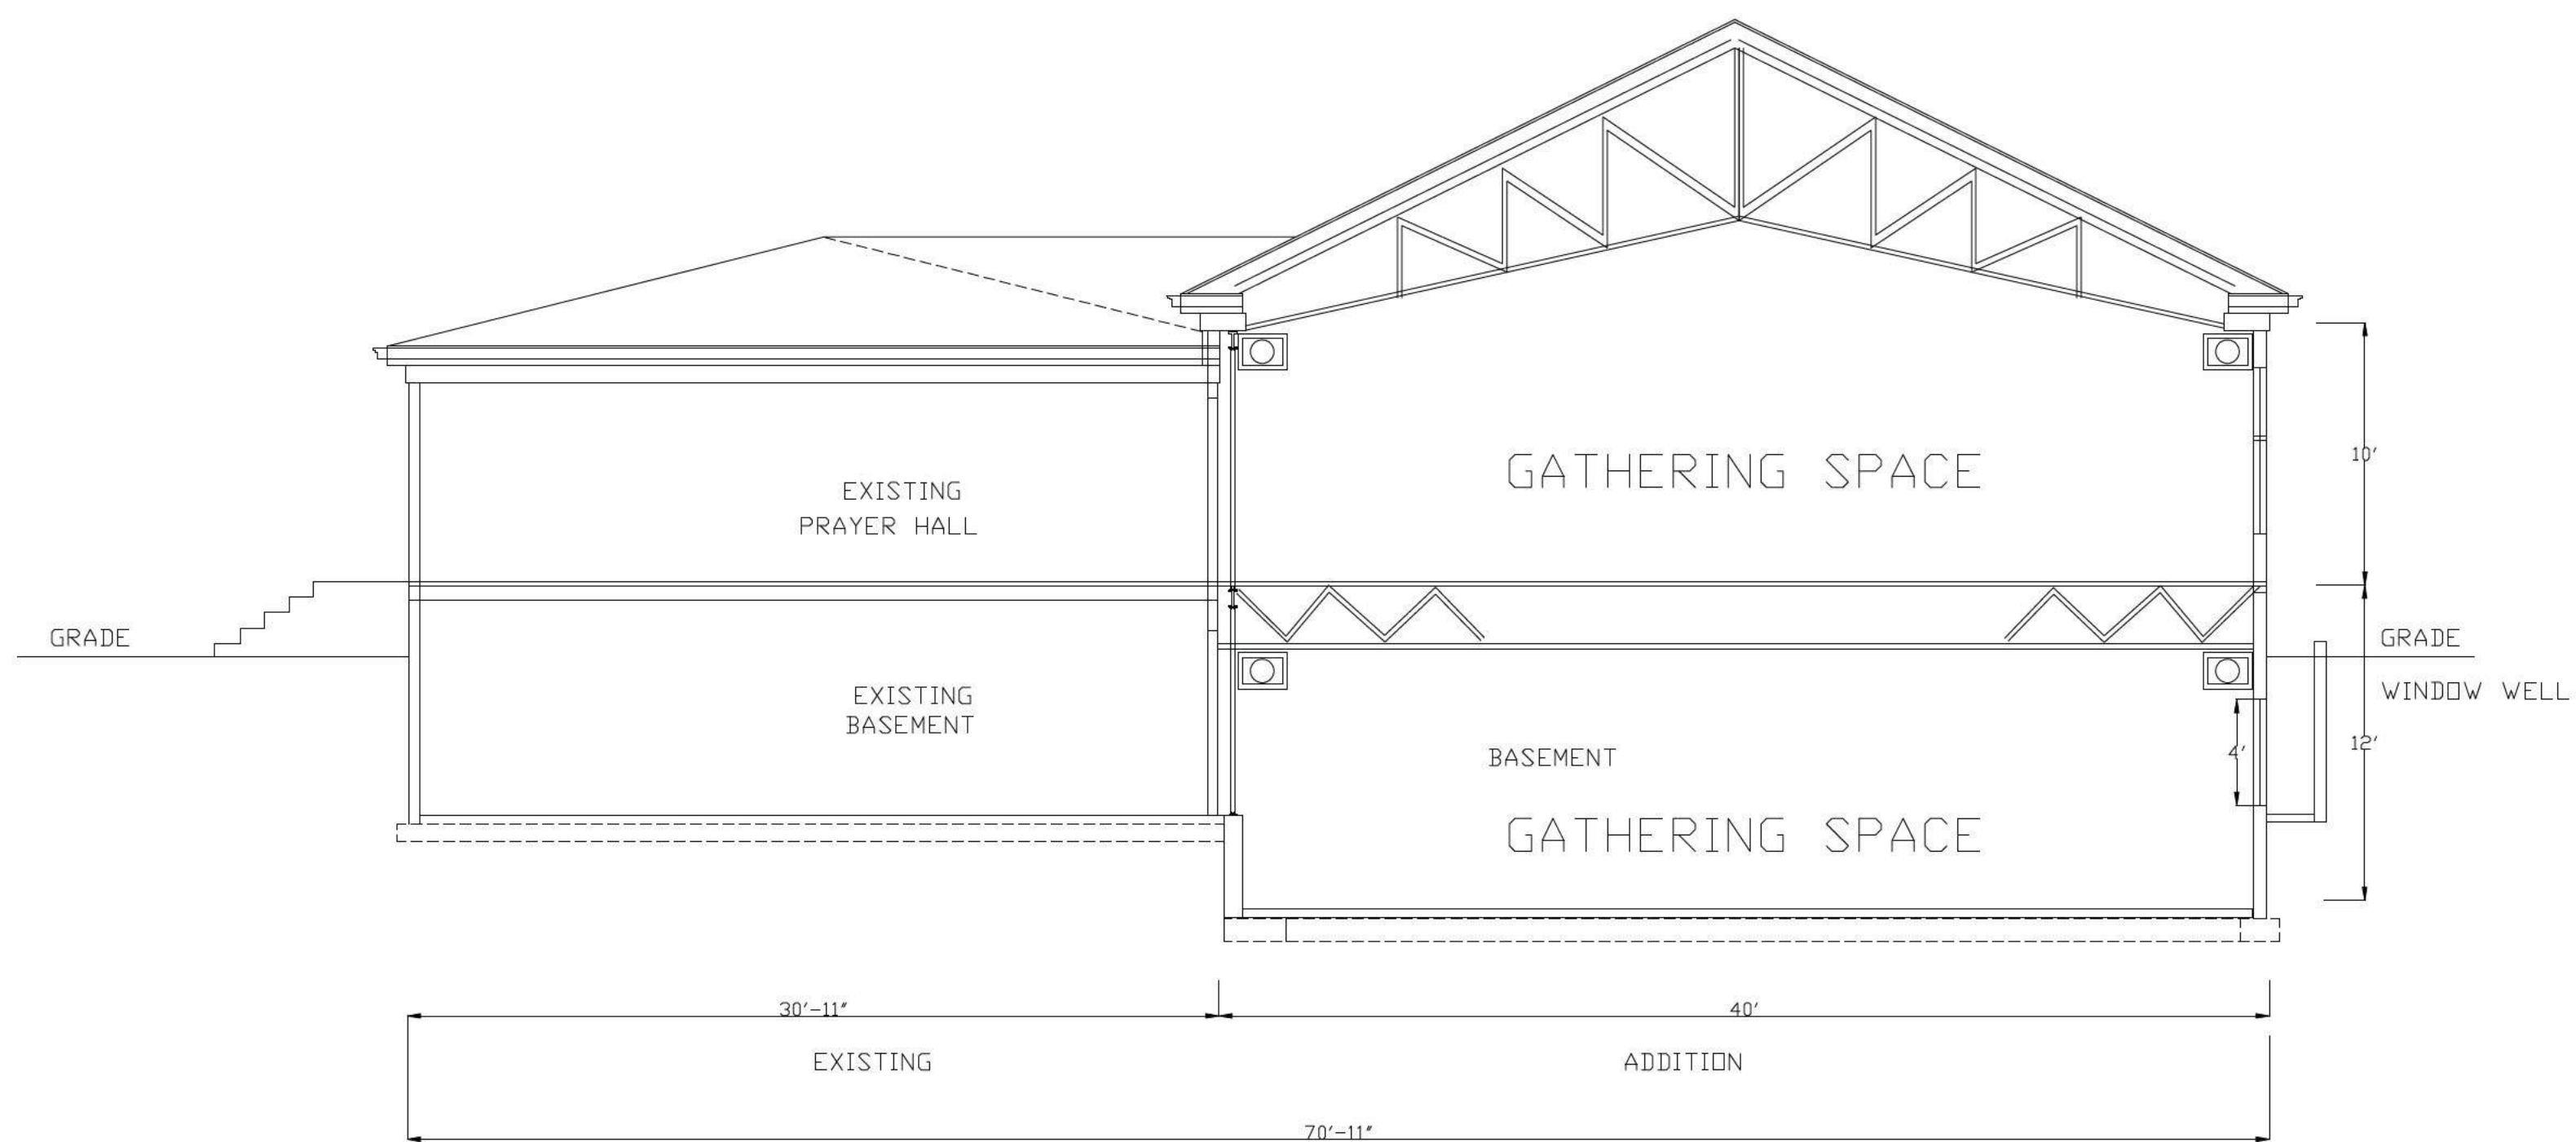 10'
GATHERING SPACE
EXISTING
PRAYER HALL
GRADE
GRADE
WINDOW WELL
EXISTING
BASEMENT
4'
12'
BASEMENT
GATHERING SPACE
30'-11"
40'
EXISTING
ADDITION
70'-11"